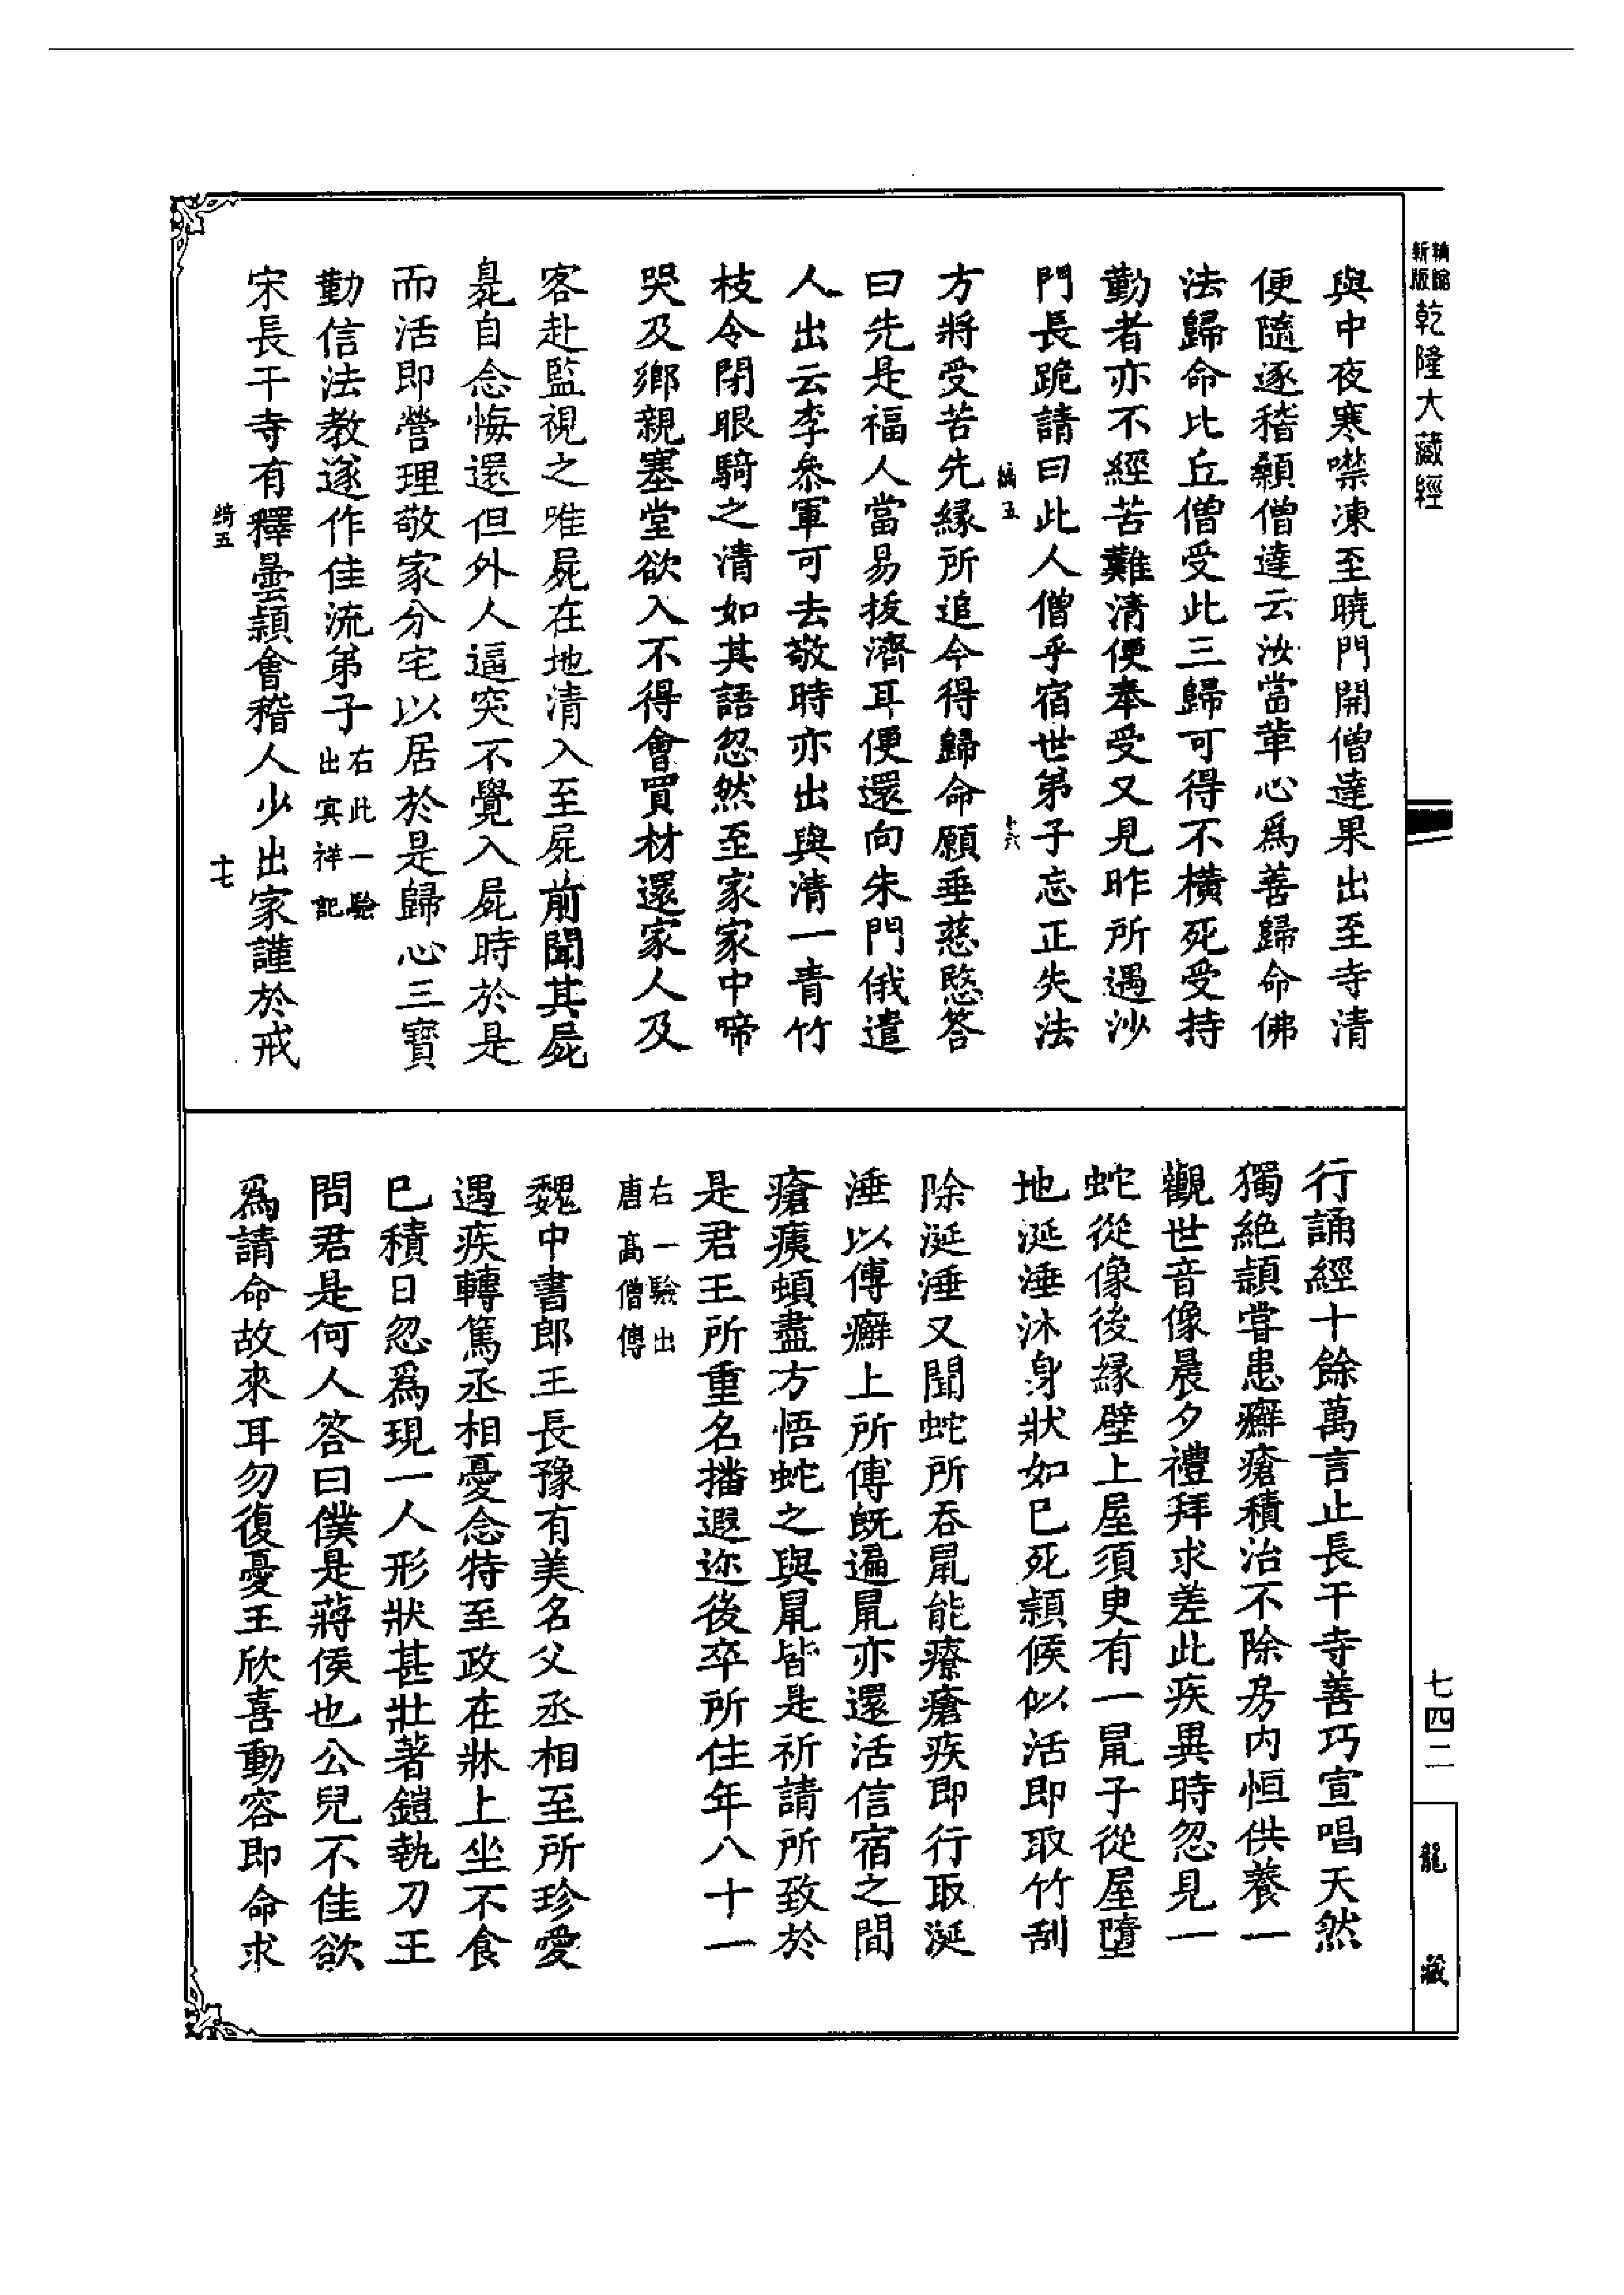 新版
乾隆大藏經
與中夜寒噤凍至曉門開僧達果出至寺清
便隨逐稽顙僧達云汝當革心爲善歸命佛
法歸命比丘僧受此三歸可得不橫死受持
勤者亦不經苦難清便奉受又見昨所遇沙
門長跪請曰此人僧乎宿世弟子忘正失法
五
十六
方將受苦先緣所追今得歸命願垂慈愍答
曰先是福人當易拔濟耳便還向朱門俄遣
人出云李叅軍可去敬時亦出與清一青竹
枝令閉眼騎之清如其語忽然至家家中啼
哭及鄉親塞堂欲入不得會買材還家人及
客赴監視之唯屍在地清入至屍前聞其屍
臰自念悔還但外人逼突不覺入屍時於是
而活即營理敬家分宅以居於是歸心三寶
勤信法教遂作佳流弟子
右此一驗
出冥祥記
宋長干寺有釋曇頴會稽人少出家謹於戒
綺五
十七
行誦經十餘萬言止長干寺善巧宣唱天然
獨絕頴嘗患癬瘡積治不除房內恒供養一
觀世音像晨夕禮拜求差此疾異時忽見一
蛇從像後緣壁上屋須臾有一鼠子從屋墮
地涎涶沐身狀如巳死頴候似活即取竹刮
除涎涶又聞蛇所吞鼠能療瘡疾即行取涎
涶以傅癬上所傅旣遍鼠亦還活信宿之間
瘡痍頓盡方悟蛇之與鼠皆是祈請所致於
是君王所重名播遐迩後卒所住年八十一
右一驗出
唐高僧傳
魏中書郎王長豫有美名父丞相至所珍愛
遇疾轉篤丞相憂念特至政在牀上坐不食
巳積日忽爲現一人形狀甚壯著鎧執刀王
問君是何人答曰僕是蔣侯也公兒不佳欲
爲請命故來耳勿復憂王欣喜動容即命求
七四二
龍藏